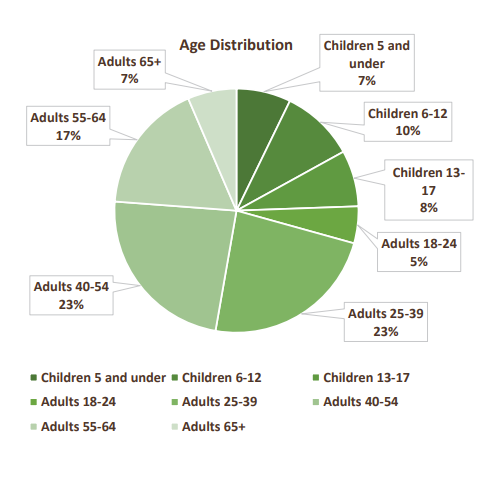 Age Distribution
Children 5 and
under
7%
Children 6-12
10%
Children 13-
17
8%
Adults 18-24
5%
Adults 25-39
23%
Adults 40-54
23%
Adults 55-64
17%
Adults 65+
7%
Children 5 and under Children 6-12 Children 13-17
Adults 18-24 Adults 25-39 Adults 40-54
Adults 55-64 Adults 65+